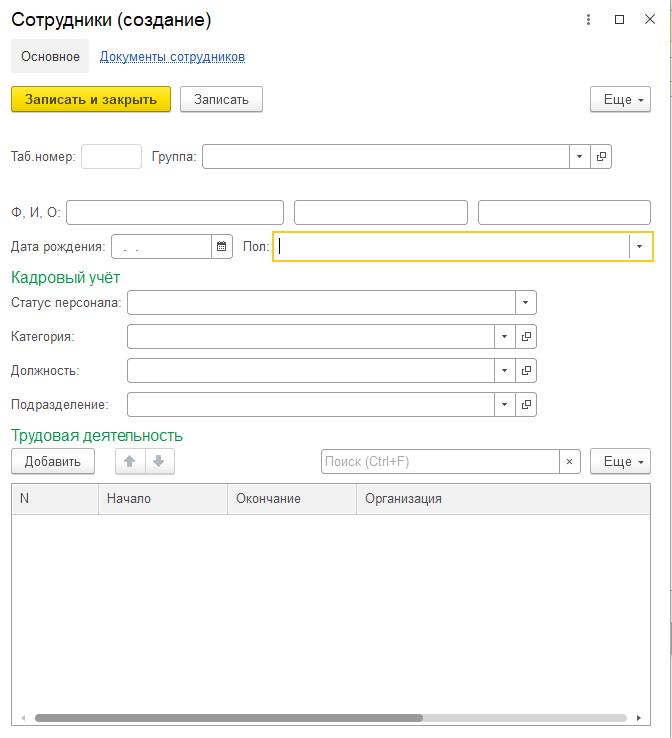 Сотрудники (создание)
Основное Документы сотрудников
Записать и закрыть Записать Еще
Таб.номер: Группа:
Ф, И, О:
Дата рождения: . . Пол:
Кадровый учёт
Статус персонала:
Категория:
Должность:
Подразделение:
Трудовая деятельность
Добавить Поиск (Ctrl+F) × Еще
N Начало Окончание Организация